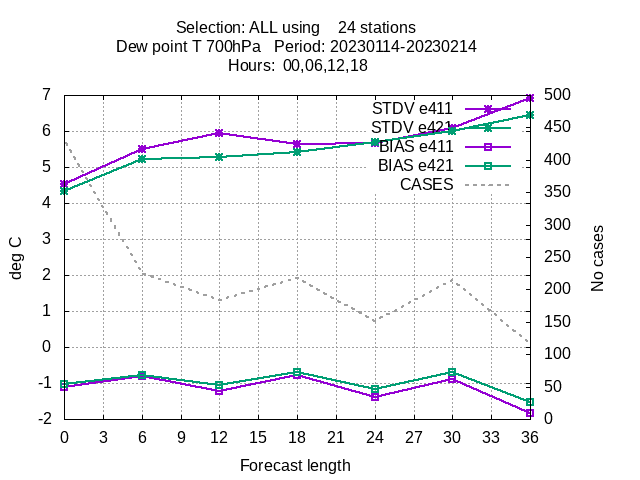 Selection: ALL using    24 stations
Dew point T 700hPa   Period: 20230114-20230214
Hours:  00,06,12,18
7 500
STDV e411
6 450
STDV e421
400
BIAS e411
5 350
BIAS e421
CASES
4 300
3 250
2 200
1 150
0 100
-1 50
-2 0
deg C
No cases
0 3 6 9 12 15 18 21 24 27 30 33 36
Forecast length